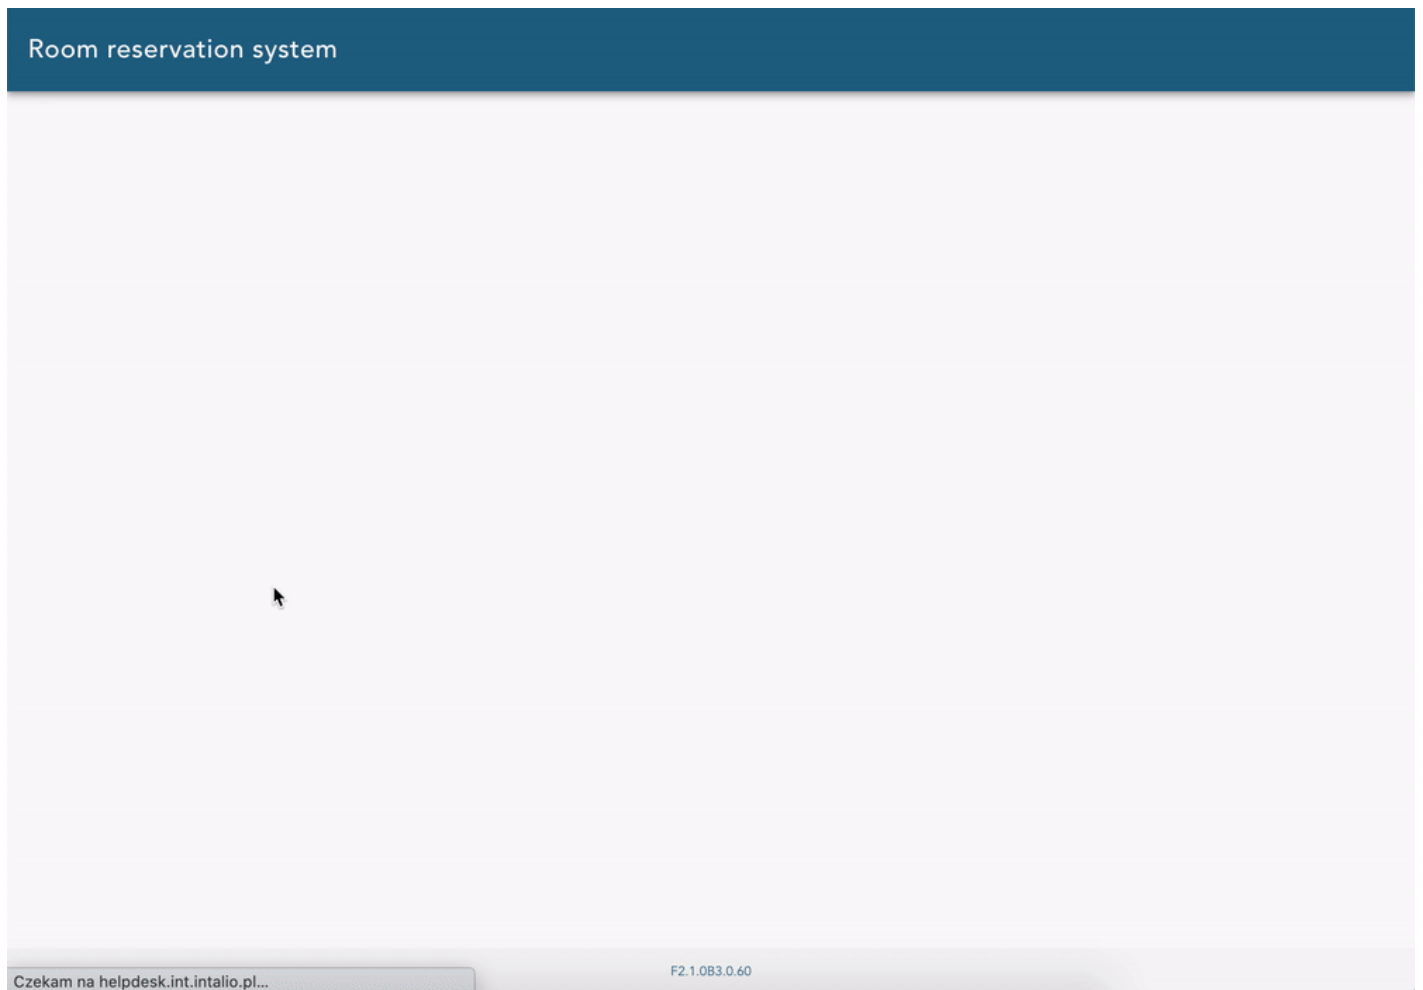 Room reservation system
F2.1.0B3.0.60
Czekam na helpdesk.int.intalio.pl...